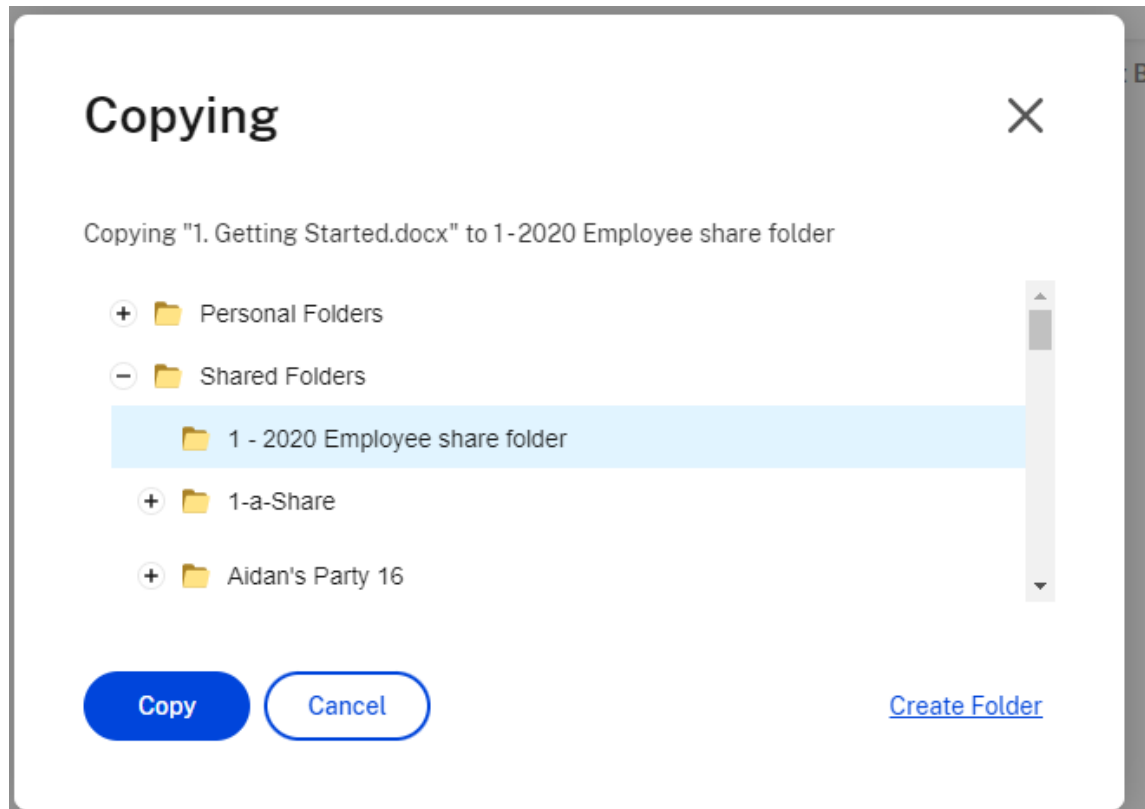 Copying
Copying "1. Getting Started.docx" to 1-2020 Employee share folder
Personal Folders
Shared Folders
1 - 2020 Employee share folder
1-a-Share
Aidan's Party 16
Copy
Cancel
Create Folder